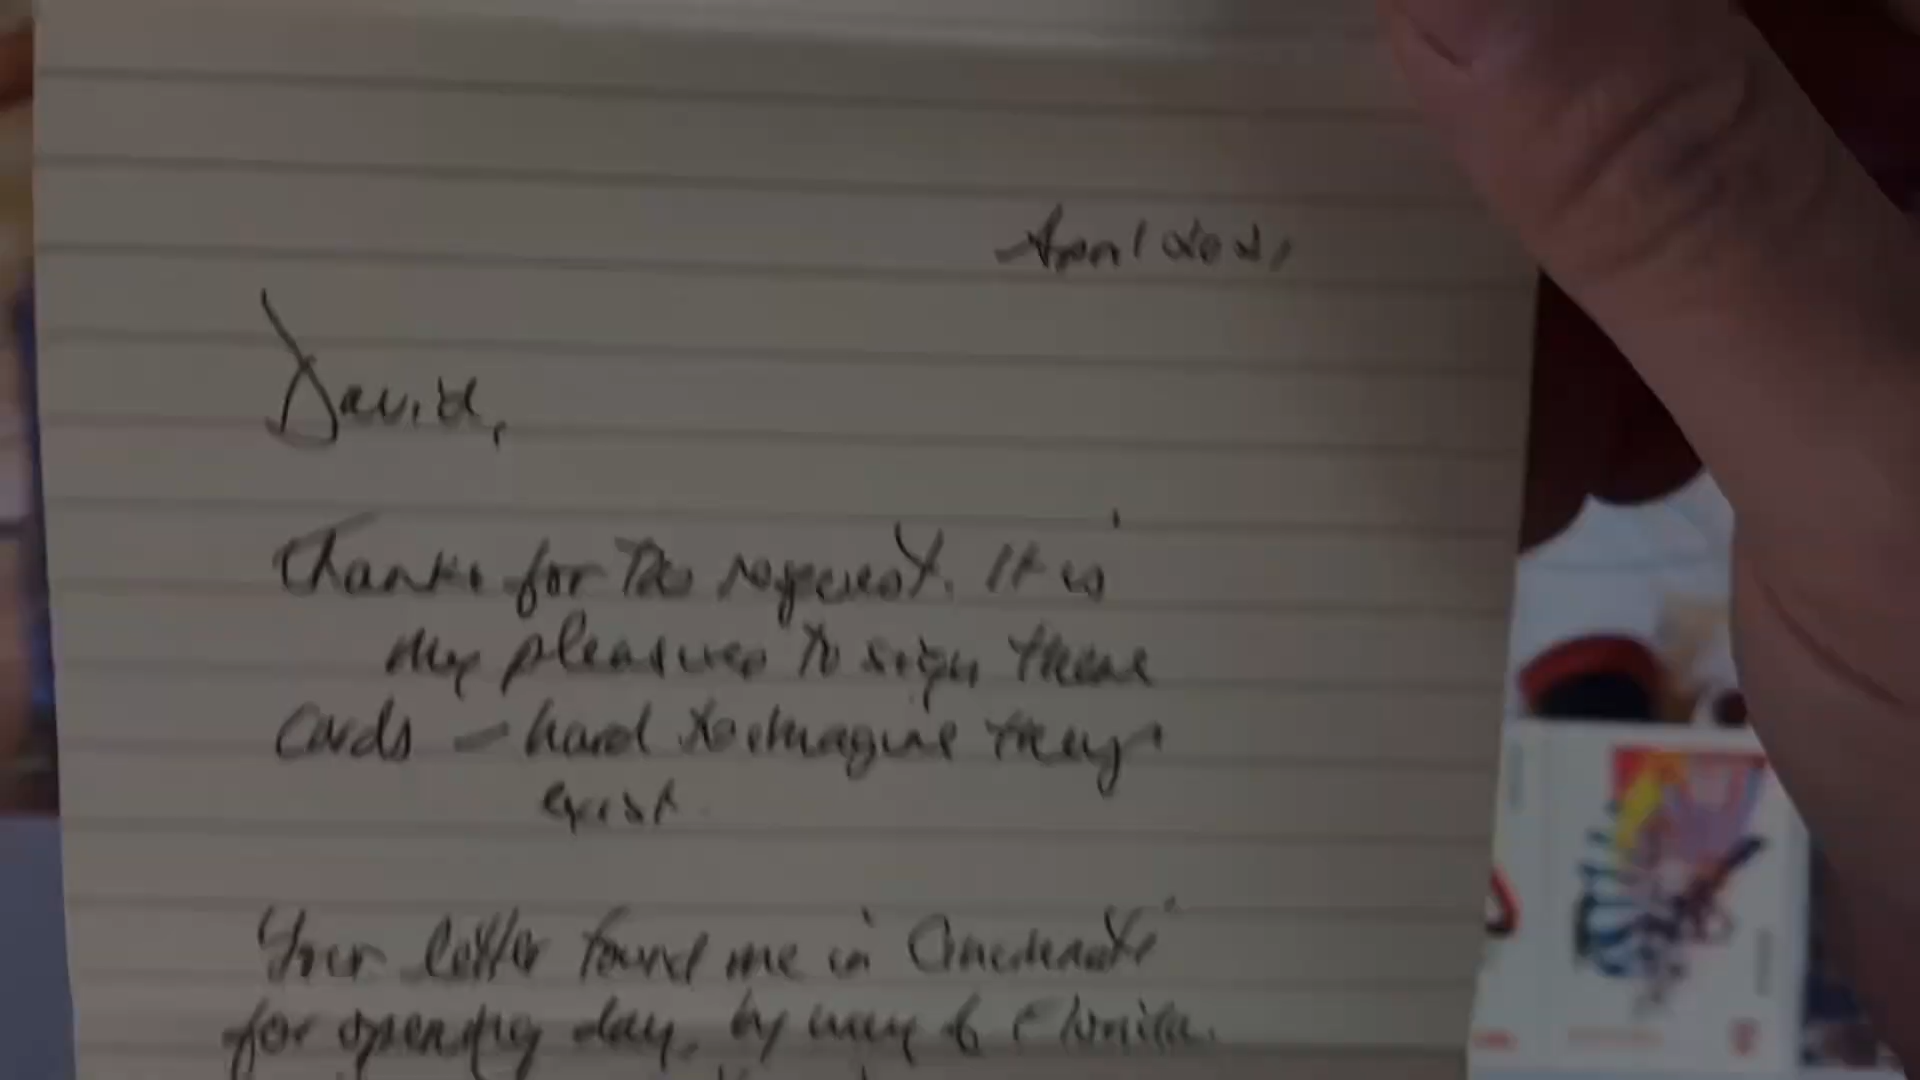 April 2021
David,
Thanks for the request. It is
my pleasure to sign these
cards — hard to imagine they
exist.
Your letter found me in Cincinnati
for opening day, by way of Florida.